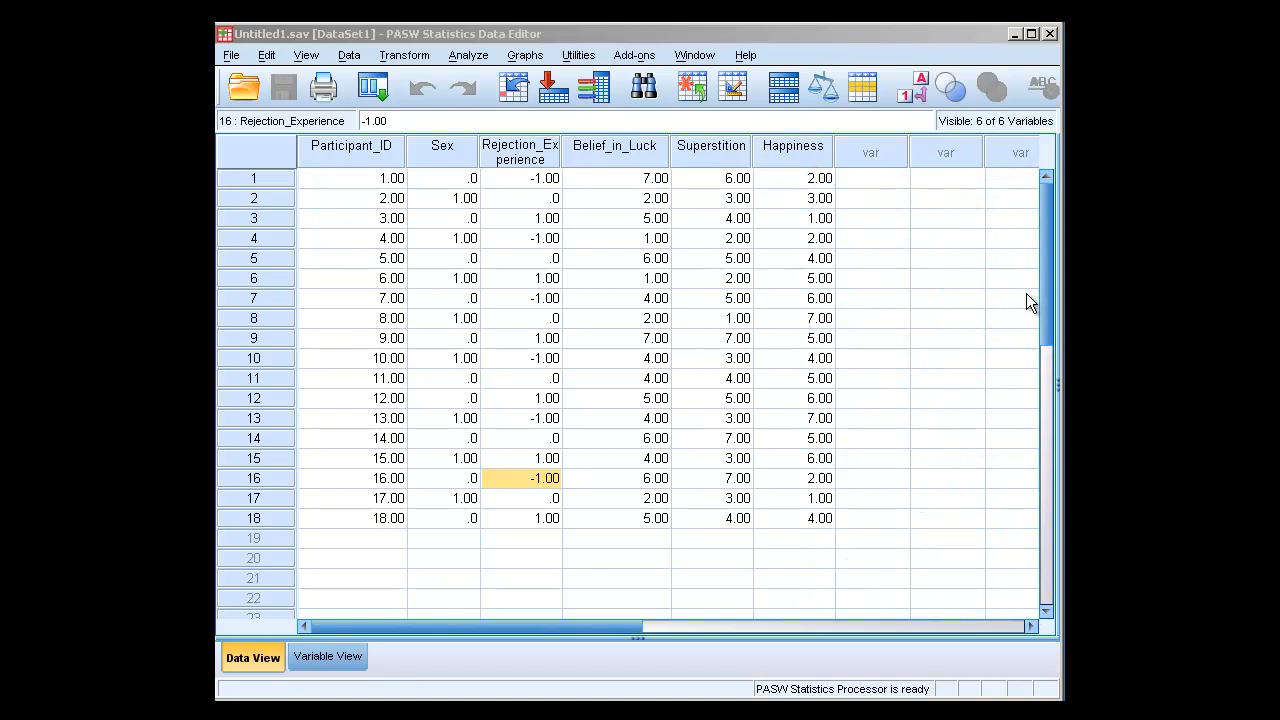 Untitled1.sav [DataSet1] - PASW Statistics Data Editor
File Edit View Data Transform Analyze Graphs Utilities Add-ons Window Help
1 A ABC
16 : Rejection_Experience -1.00 Visible: 6 of 6 Variables
Participant_ID Sex Rejection_Ex Belief_in_Luck Superstition Happiness var var var
perience
1 1.00 .0 -1.00 7.00 6.00 2.00
2 2.00 1.00 .0 2.00 3.00 3.00
3 3.00 .0 1.00 5.00 4.00 1.00
4 4.00 1.00 -1.00 1.00 2.00 2.00
5 5.00 .0 .0 6.00 5.00 4.00
6 6.00 1.00 1.00 1.00 2.00 5.00
7 7.00 .0 -1.00 4.00 5.00 6.00
8 8.00 1.00 .0 2.00 1.00 7.00
9 9.00 .0 1.00 7.00 7.00 5.00
10 10.00 1.00 -1.00 4.00 3.00 4.00
11 11.00 .0 .0 4.00 4.00 5.00
12 12.00 .0 1.00 5.00 5.00 6.00
13 13.00 1.00 -1.00 4.00 3.00 7.00
14 14.00 .0 .0 6.00 7.00 5.00
15 15.00 1.00 1.00 4.00 3.00 6.00
16 16.00 .0 -1.00 6.00 7.00 2.00
17 17.00 1.00 .0 2.00 3.00 1.00
18 18.00 .0 1.00 5.00 4.00 4.00
19
20
21
22
23
Data View Variable View
PASW Statistics Processor is ready